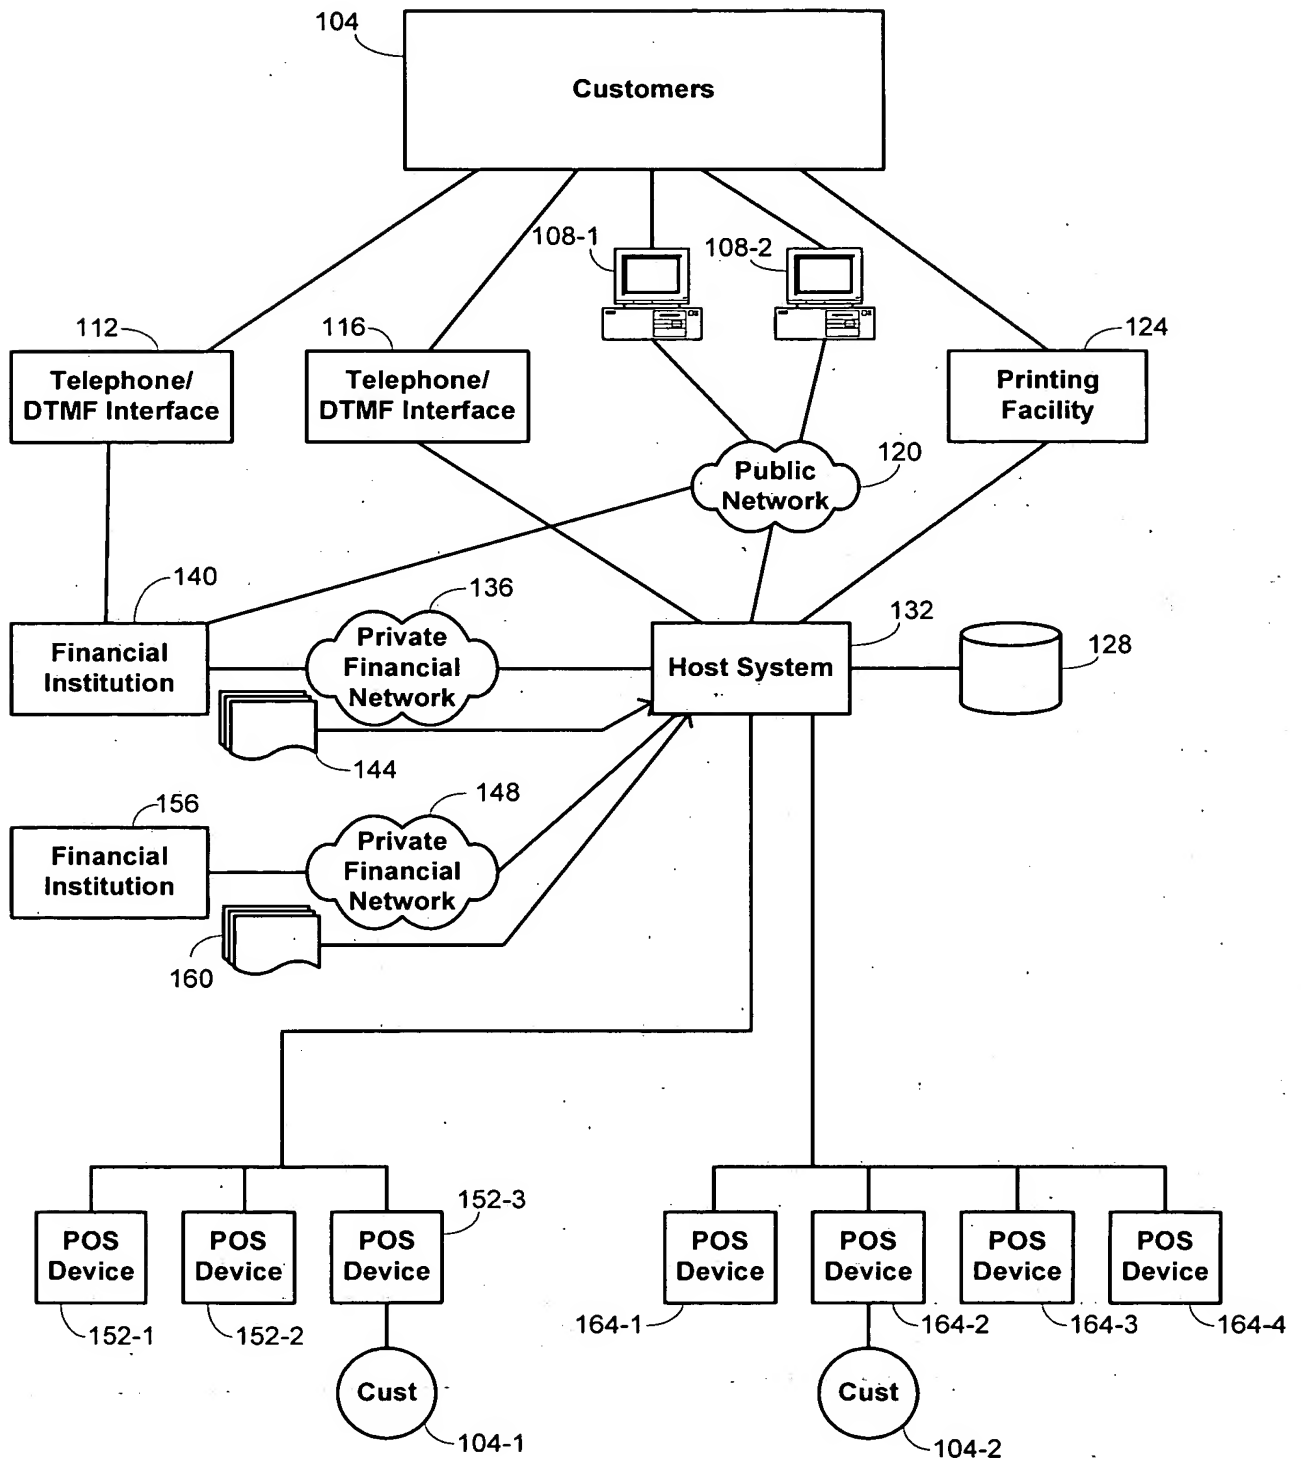 104
Customers
108-1
108-2
112
116
124
Telephone/
DTMF Interface
Telephone/
DTMF Interface
Printing
Facility
Public
Network
120
140
136
132
Financial
Institution
Private
Financial
Network
Host System
128
144
156
148
Financial
Institution
Private
Financial
Network
160
152-3
POS
Device
POS
Device
POS
Device
POS
Device
POS
Device
POS
Device
POS
Device
152-1
152-2
164-1
164-2
164-3
164-4
Cust
Cust
104-1
104-2